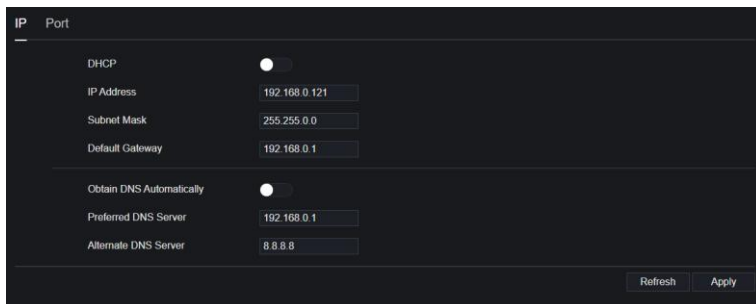 IP Port
DHCP
IP Address 192.168.0.121
Subnet Mask 255.255.0.0
Default Gateway 192.168.0.1
Obtain DNS Automatically
Preferred DNS Server 192.168.0.1
Alternate DNS Server 8.8.8.8
Refresh Apply